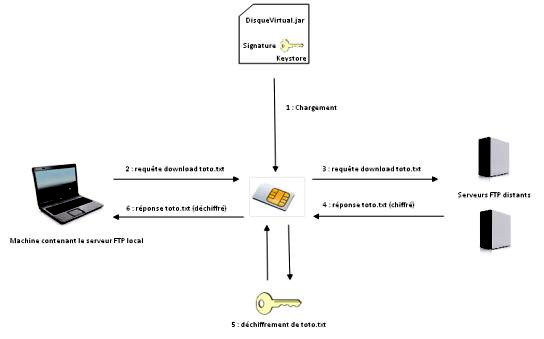 DisqueVirtual.jar
Signature
Keystore
1 : Chargement
2 : requête download toto.txt
3 : requête download toto.txt
6 : réponse toto.txt (déchiffré)
4 : réponse toto.txt (chiffré)
Serveurs FTP distants
Machine contenant le serveur FTP local
5 : déchiffrement de toto.txt